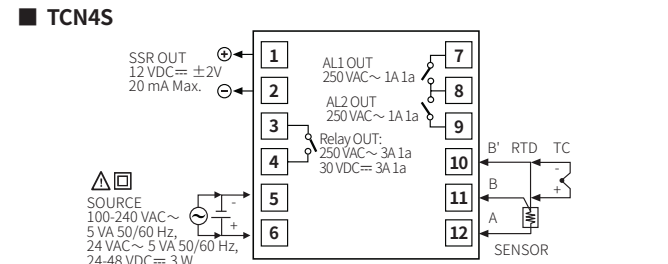 ■ TCN4S
SSR OUT
12 VDC⎓ ±2V
20 mA Max.
+
-
1
2
3
4
5
6
AL1 OUT
250 VAC～ 1A 1a
AL2 OUT
250 VAC～ 1A 1a
Relay OUT:
250 VAC～ 3A 1a
30 VDC⎓ 3A 1a
7
8
9
10
11
12
B' RTD TC
-
+
B
A
SENSOR
SOURCE
100-240 VAC～
5 VA 50/60 Hz,
24 VAC～ 5 VA 50/60 Hz,
24-48 VDC⎓ 3 W
-
+